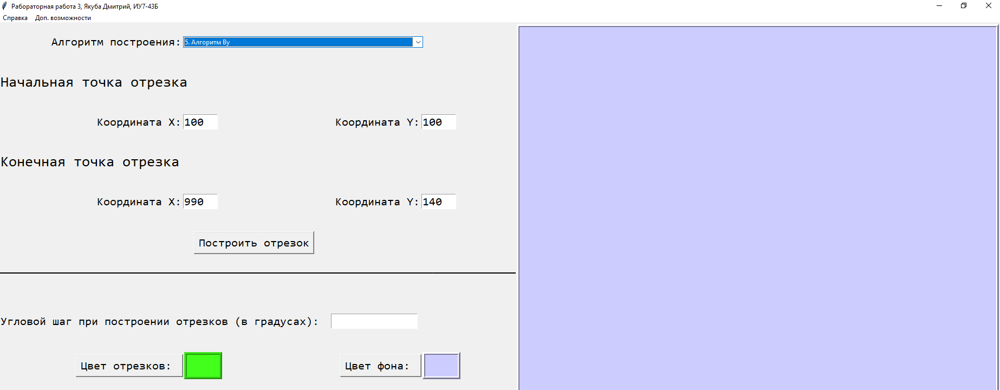 Рабораторная работа 3, Якуба Дмитрий, ИУ7-43Б
Справка Доп. возможности
Алгоритм построения: 5. Алгоритм Ву
Начальная точка отрезка
Координата X: 100 Координата Y: 100
Конечная точка отрезка
Координата X: 990 Координата Y: 140
Построить отрезок
Угловой шаг при построении отрезков (в градусах):
Цвет отрезков: Цвет фона: